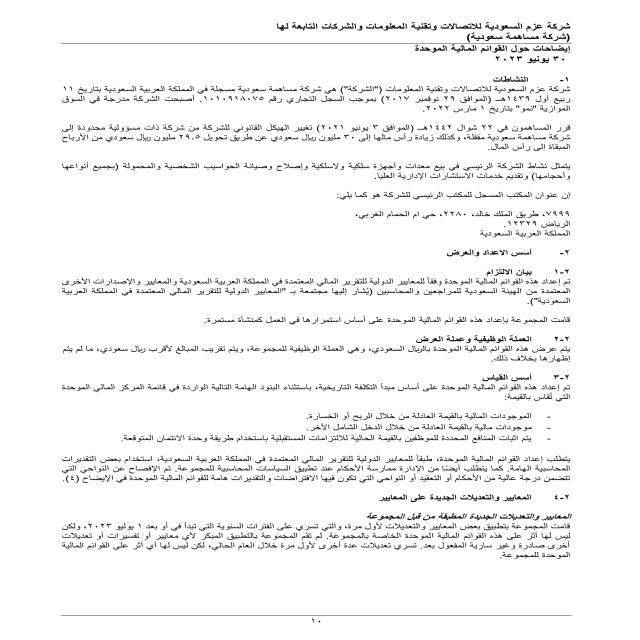 شركة عزم السعودية للاتصالات وتقنية المعلومات والشركات التابعة لها
(شركة مساهمة سعودية)
إيضاحات حول القوائم المالية الموحدة
٣٠ يونيو ٢٠٢٣
١- النشاطات
شركة عزم السعودية للاتصالات وتقنية المعلومات ("الشركة") هي شركة مساهمة سعودية مسجلة في المملكة العربية السعودية بتاريخ ١١
ربيع أول ١٤٣٩هـ (الموافق ٢٩ نوفمبر ٢٠١٧) بموجب السجل التجاري رقم ١٠١٠٩١٨٠٧٥. أصبحت الشركة مدرجة في السوق
الموازية "نمو" بتاريخ ١ مارس ٢٠٢٢.
قرر المساهمون في ٢٢ شوال ١٤٤٢هـ (الموافق ٣ يونيو ٢٠٢١) تغيير الهيكل القانوني للشركة من شركة ذات مسؤولية محدودة إلى
شركة مساهمة سعودية مقفلة، وكذلك زيادة رأس مالها إلى ٣٠ مليون ريال سعودي عن طريق تحويل ٢٩.٥ مليون ريال سعودي من الأرباح
المبقاة إلى رأس المال.
يتمثل نشاط الشركة الرئيسي في بيع معدات وأجهزة سلكية ولاسلكية وإصلاح وصيانة الحواسيب الشخصية والمحمولة (بجميع أنواعها
وأحجامها) وتقديم خدمات الاستشارات الإدارية العليا.
إن عنوان المكتب المسجل للمكتب الرئيسي للشركة هو كما يلي:
٧٩٩٩، طريق الملك خالد، ٢٢٨٠، حي ام الحمام الغربي،
الرياض ١٢٣٢٩.
المملكة العربية السعودية
٢- أسس الاعداد والعرض
٢-١ بيان الالتزام
تم إعداد هذه القوائم المالية الموحدة وفقاً للمعايير الدولية للتقرير المالي المعتمدة في المملكة العربية السعودية والمعايير والإصدارات الأخرى
المعتمدة من الهيئة السعودية للمراجعين والمحاسبين (يُشار إليها مجتمعة بـ "المعايير الدولية للتقرير المالي المعتمدة في المملكة العربية
السعودية").
قامت المجموعة بإعداد هذه القوائم المالية الموحدة على أساس استمرارها في العمل كمنشأة مستمرة.
٢-٢ العملة الوظيفية وعملة العرض
يتم عرض هذه القوائم المالية الموحدة بالريال السعودي، وهي العملة الوظيفية للمجموعة، ويتم تقريب المبالغ لأقرب ريال سعودي، ما لم يتم
إظهارها بخلاف ذلك.
٢-٣ أسس القياس
تم إعداد هذه القوائم المالية الموحدة على أساس مبدأ التكلفة التاريخية، باستثناء البنود الهامة التالية الواردة في قائمة المركز المالي الموحدة
التي تُقاس بالقيمة:
- الموجودات المالية بالقيمة العادلة من خلال الربح أو الخسارة.
- موجودات مالية بالقيمة العادلة من خلال الدخل الشامل الآخر.
- يتم اثبات المنافع المحددة للموظفين بالقيمة الحالية للالتزامات المستقبلية باستخدام طريقة وحدة الائتمان المتوقعة.
يتطلب إعداد القوائم المالية الموحدة، طبقاً للمعايير الدولية للتقرير المالي المعتمدة في المملكة العربية السعودية، استخدام بعض التقديرات
المحاسبية الهامة. كما يتطلب أيضًا من الإدارة ممارسة الأحكام عند تطبيق السياسات المحاسبية للمجموعة. تم الإفصاح عن النواحي التي
تتضمن درجة عالية من الأحكام أو التعقيد أو النواحي التي تكون فيها الافتراضات والتقديرات هامة للقوائم المالية الموحدة في الإيضاح (٤).
٢-٤ المعايير والتعديلات الجديدة على المعايير
المعايير والتعديلات الجديدة المطبقة من قبل المجموعة
قامت المجموعة بتطبيق بعض المعايير والتعديلات لأول مرة، والتي تسري على الفترات السنوية التي تبدأ في أو بعد ١ يوليو ٢٠٢٣، ولكن
ليس لها أثر على هذه القوائم المالية الموحدة الخاصة بالمجموعة. لم تقم المجموعة بالتطبيق المبكر لأي معايير أو تفسيرات أو تعديلات
أخرى صادرة وغير سارية المفعول بعد. تسري تعديلات عدة أخرى لأول مرة خلال العام الحالي، لكن ليس لها أي أثر على القوائم المالية
الموحدة للمجموعة.
١٠